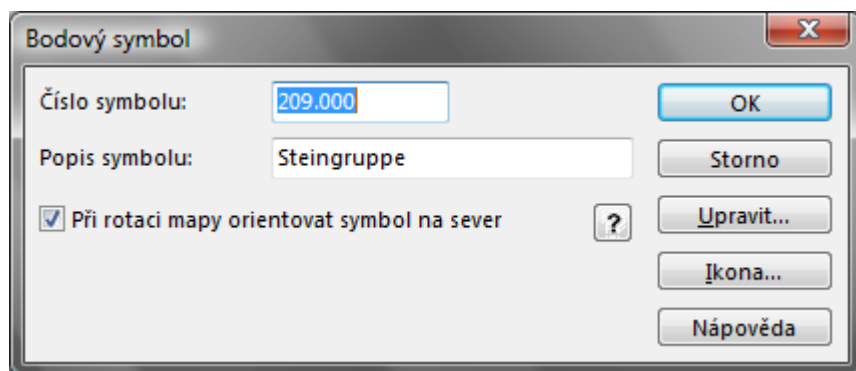 Bodový symbol
Číslo symbolu: 209.000 OK
Popis symbolu: Steingruppe Storno
Při rotaci mapy orientovat symbol na sever ? Upravit...
Ikona...
Nápověda